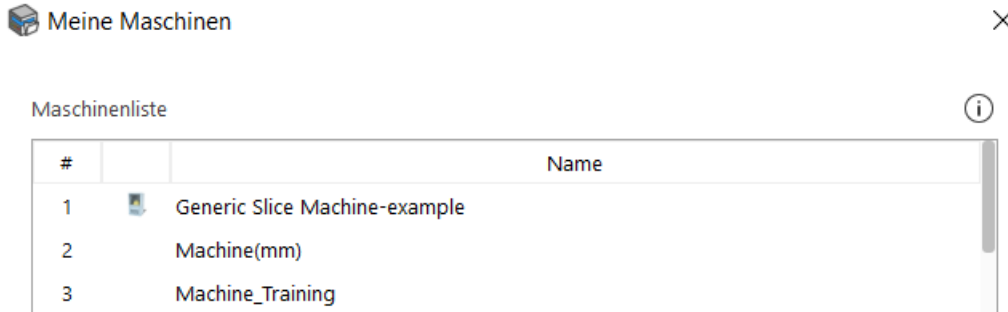 Meine Maschinen
Maschinenliste
# Name
1 Generic Slice Machine-example
2 Machine(mm)
3 Machine_Training